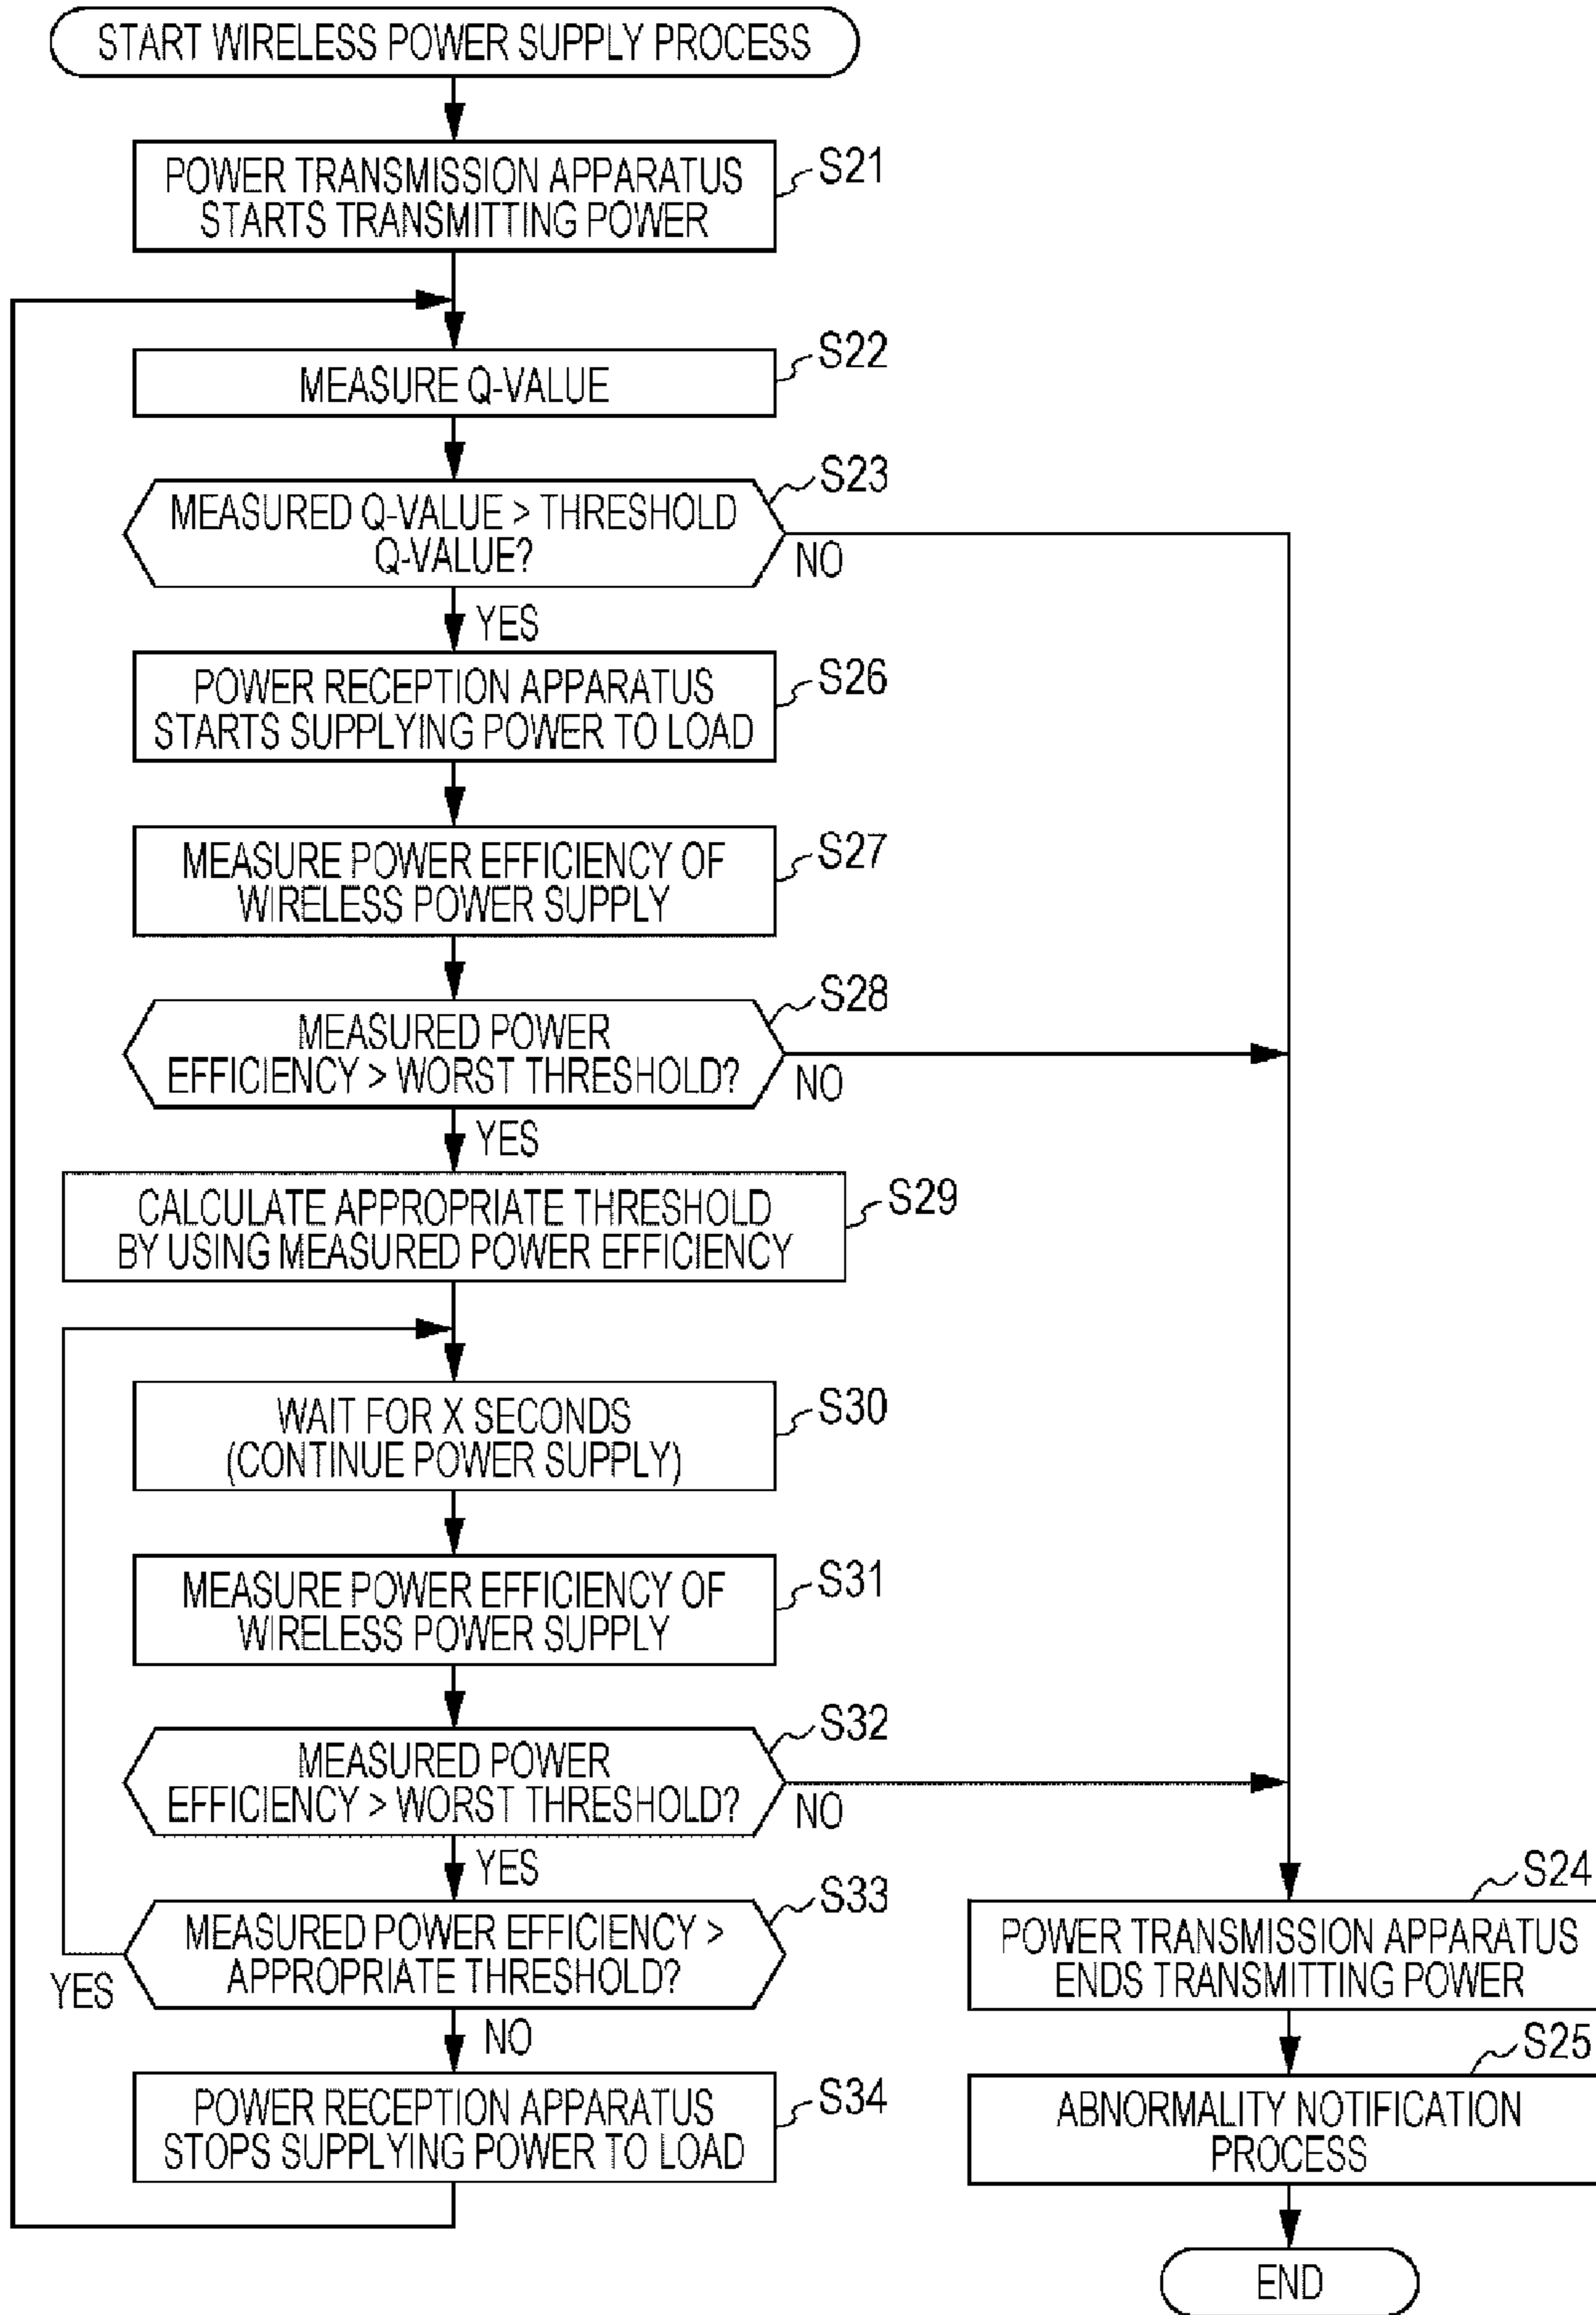 START WIRELESS POWER SUPPLY PROCESS
POWER TRANSMISSION APPARATUS
STARTS TRANSMITTING POWER
S21
MEASURE Q-VALUE
S22
MEASURED Q-VALUE > THRESHOLD
Q-VALUE?
S23
NO
YES
POWER RECEPTION APPARATUS
STARTS SUPPLYING POWER TO LOAD
S26
MEASURE POWER EFFICIENCY OF
WIRELESS POWER SUPPLY
S27
MEASURED POWER
EFFICIENCY > WORST THRESHOLD?
S28
NO
YES
CALCULATE APPROPRIATE THRESHOLD
BY USING MEASURED POWER EFFICIENCY
S29
WAIT FOR X SECONDS
(CONTINUE POWER SUPPLY)
S30
MEASURE POWER EFFICIENCY OF
WIRELESS POWER SUPPLY
S31
MEASURED POWER
EFFICIENCY > WORST THRESHOLD?
S32
NO
YES
MEASURED POWER EFFICIENCY >
APPROPRIATE THRESHOLD?
S33
YES
NO
POWER RECEPTION APPARATUS
STOPS SUPPLYING POWER TO LOAD
S34
S24
POWER TRANSMISSION APPARATUS
ENDS TRANSMITTING POWER
S25
ABNORMALITY NOTIFICATION
PROCESS
END